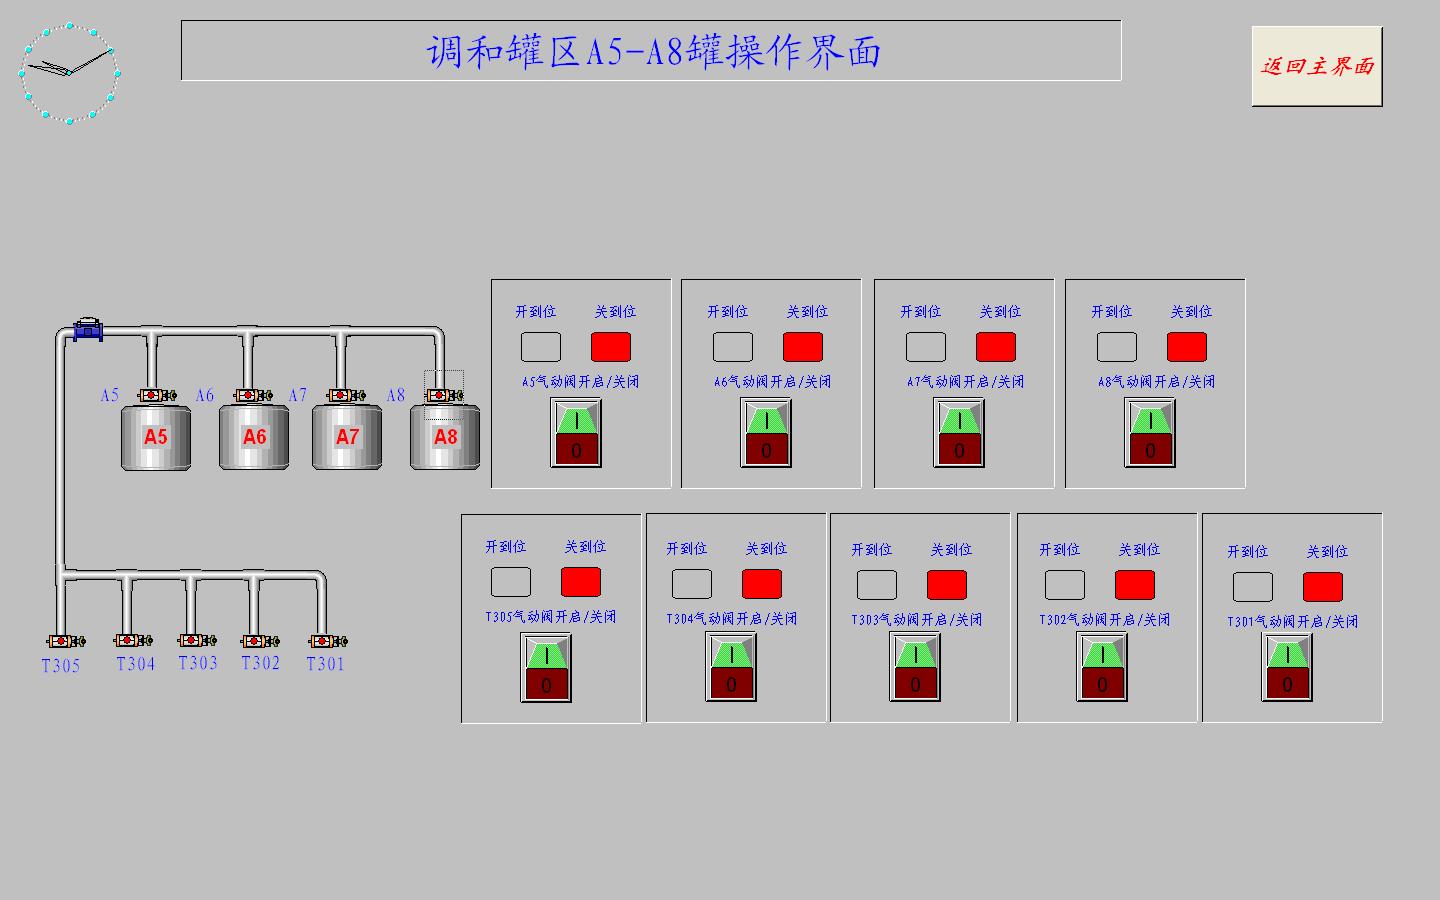 调和罐区A5-A8罐操作界面
返回主界面
开到位 关到位
A5气动阀开启/关闭
I
0
开到位 关到位
A6气动阀开启/关闭
I
0
开到位 关到位
A7气动阀开启/关闭
I
0
开到位 关到位
A8气动阀开启/关闭
I
0
A5 A6 A7 A8
A5 A6 A7 A8
开到位 关到位
T305气动阀开启/关闭
I
0
开到位 关到位
T304气动阀开启/关闭
I
0
开到位 关到位
T303气动阀开启/关闭
I
0
开到位 关到位
T302气动阀开启/关闭
I
0
开到位 关到位
T301气动阀开启/关闭
I
0
T305 T304 T303 T302 T301